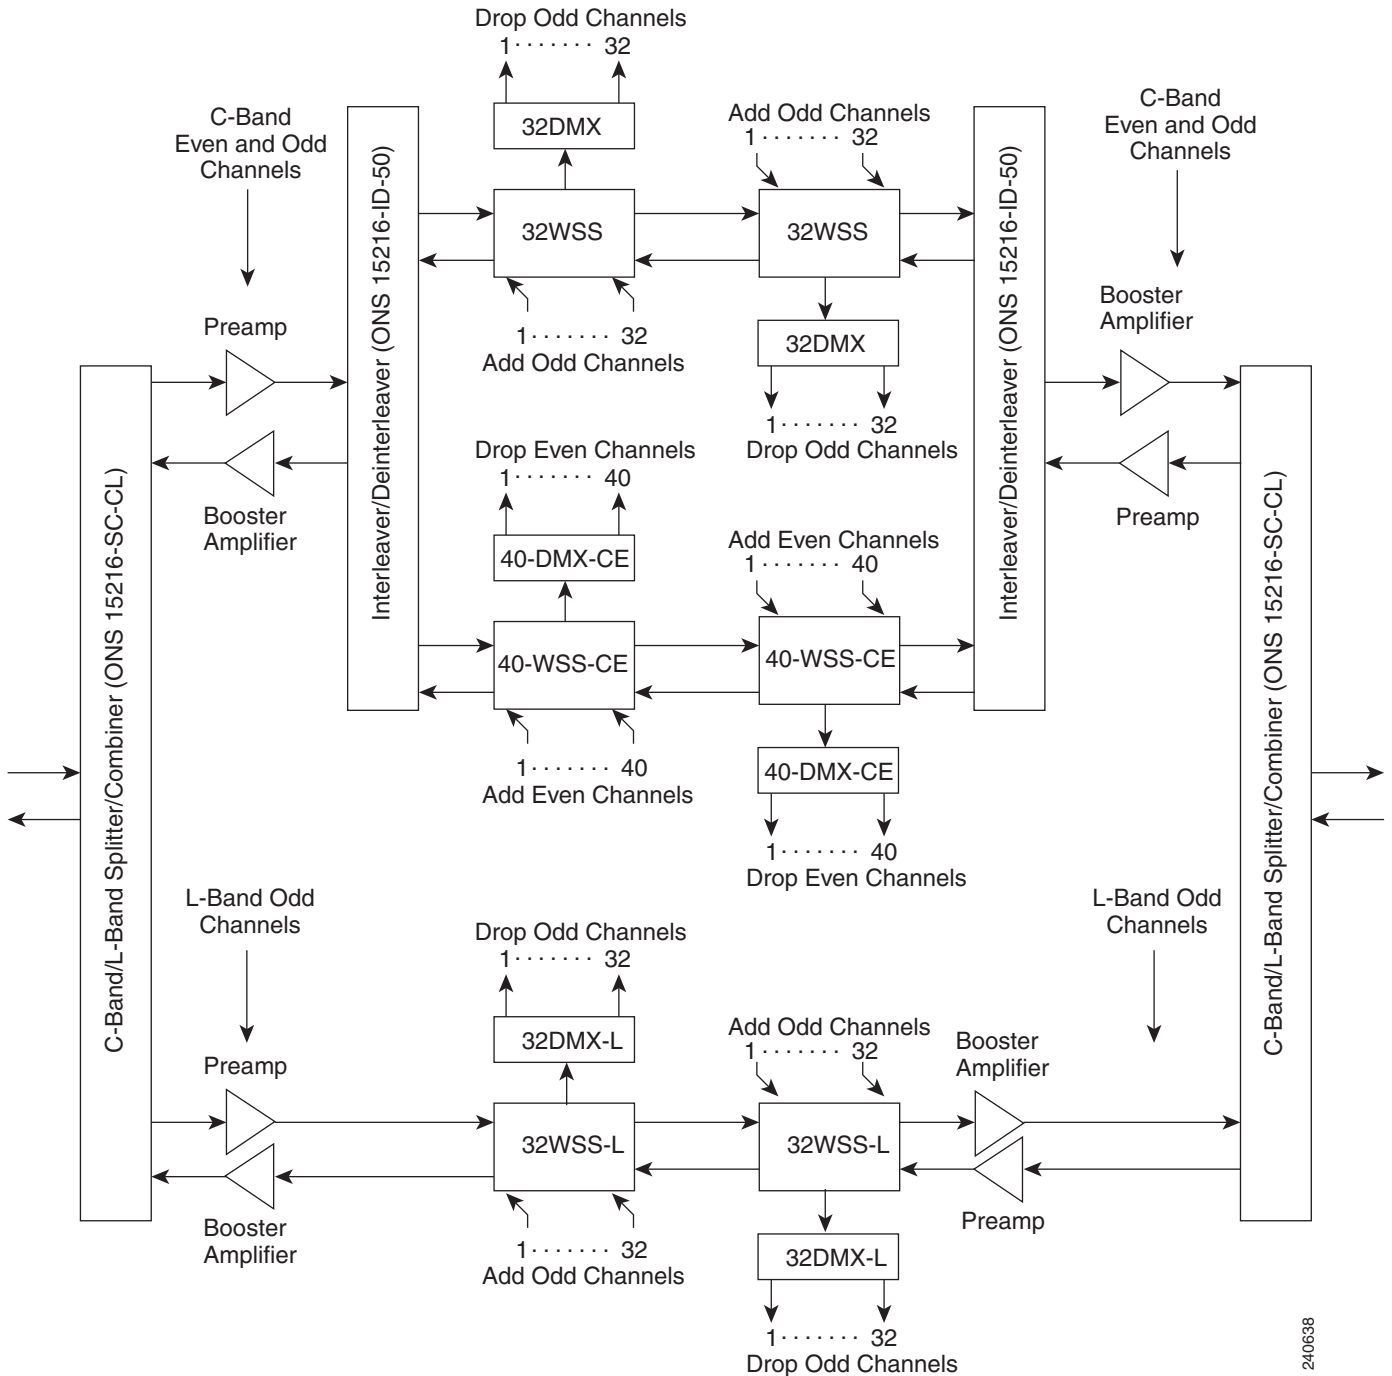 Drop Odd Channels
1 . . . . . . . 32
32DMX
C-Band
Even and Odd
Channels
Add Odd Channels
1 . . . . . . . 32
C-Band
Even and Odd
Channels
Interleaver/Deinterleaver (ONS 15216-ID-50)
32WSS
32WSS
Interleaver/Deinterleaver (ONS 15216-ID-50)
Preamp
1 . . . . . . . 32
Add Odd Channels
32DMX
Booster
Amplifier
1 . . . . . . . 32
Drop Odd Channels
Drop Even Channels
1 . . . . . . . 40
Booster
Amplifier
40-DMX-CE
Add Even Channels
1 . . . . . . . 40
Preamp
C-Band/L-Band Splitter/Combiner (ONS 15216-SC-CL)
40-WSS-CE
40-WSS-CE
C-Band/L-Band Splitter/Combiner (ONS 15216-SC-CL)
1 . . . . . . . 40
Add Even Channels
40-DMX-CE
1 . . . . . . . 40
Drop Even Channels
L-Band Odd
Channels
L-Band Odd
Channels
Drop Odd Channels
1 . . . . . . . 32
32DMX-L
Add Odd Channels
1 . . . . . . . 32
Booster
Amplifier
Preamp
32WSS-L
32WSS-L
Booster
Amplifier
1 . . . . . . . 32
Add Odd Channels
Preamp
32DMX-L
1 . . . . . . . 32
Drop Odd Channels
240638